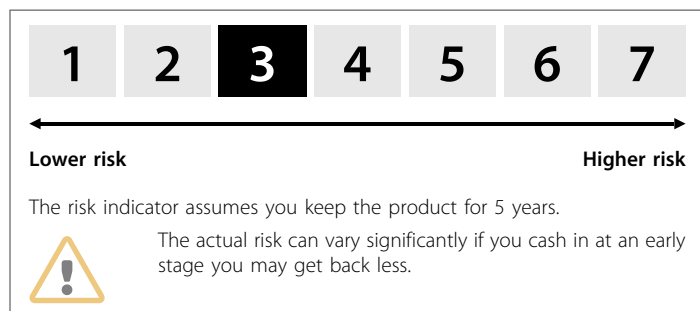 1 2 3 4 5 6 7
Lower risk Higher risk
The risk indicator assumes you keep the product for 5 years.
The actual risk can vary significantly if you cash in at an early
stage you may get back less.